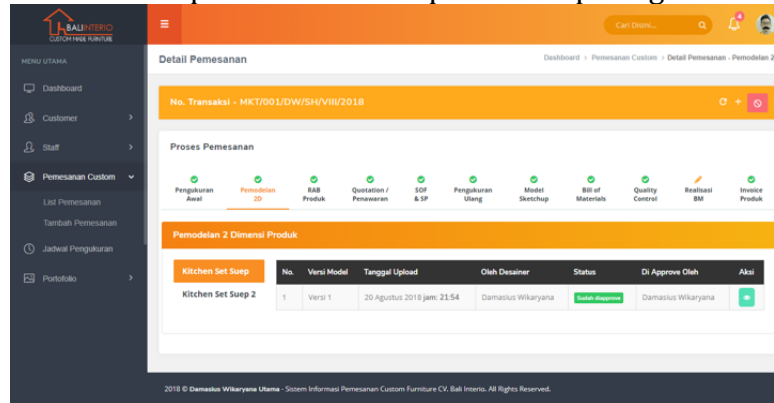 BALINTERIO
CUSTOM MADE FURNITURE
Cari Disini...
MENU UTAMA
Dashboard
Customer
Staff
Pemesanan Custom
List Pemesanan
Tambah Pemesanan
Jadwal Pengukuran
Portofolio
Detail Pemesanan
Dashboard > Pemesanan Custom > Detail Pemesanan - Pemodelan 2
No. Transaksi - MKT/001/DW/SH/VIII/2018
Proses Pemesanan
Pengukuran Awal
Pemodelan 2D
RAB Produk
Quotation / Penawaran
SOF & SP
Pengukuran Ulang
Model Sketchup
Bill of Materials
Quality Control
Realisasi BM
Invoice Produk
Pemodelan 2 Dimensi Produk
Kitchen Set Suep
Kitchen Set Suep 2
No. Versi Model Tanggal Upload Oleh Desainer Status Di Approve Oleh Aksi
1 Versi 1 20 Agustus 2018 jam: 21:54 Damasius Wikaryana Sudah diapprove Damasius Wikaryana
2018 © Damasius Wikaryana Utama - Sistem Informasi Pemesanan Custom Furniture CV. Bali Interio. All Rights Reserved.